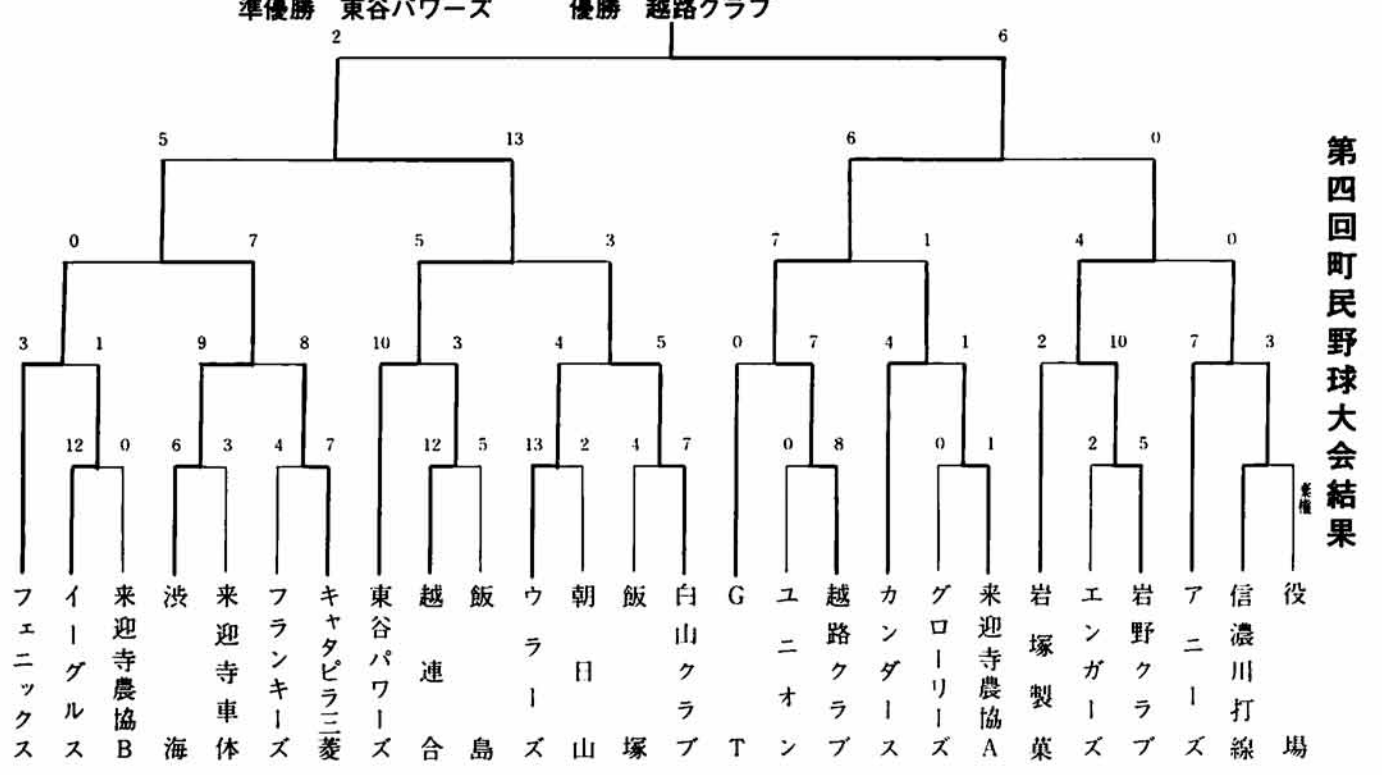 準優勝 東谷パワーズ 優勝 越路クラブ
第四回町民野球大会結果
2 6
5 13 6 0
0 7 5 3 7 1 4 0
3 1 9 8 10 3 4 5 0 7 4 1 2 10 7 3
12 0 6 3 4 7 12 5 13 2 4 7 0 8 0 1 2 5
棄権
フェニックス
イーグルス
来迎寺農協B
渋海
来迎寺車体
フランキーズ
キャタピラ三菱
東谷パワーズ
越連合
飯島
ウラーズ
朝日山
飯塚
白山クラブ
GT
ユニオン
越路クラブ
カンダース
グローリーズ
来迎寺農協A
岩塚製菓
エンガーズ
岩野クラブ
アニーズ
信濃川打線
役場